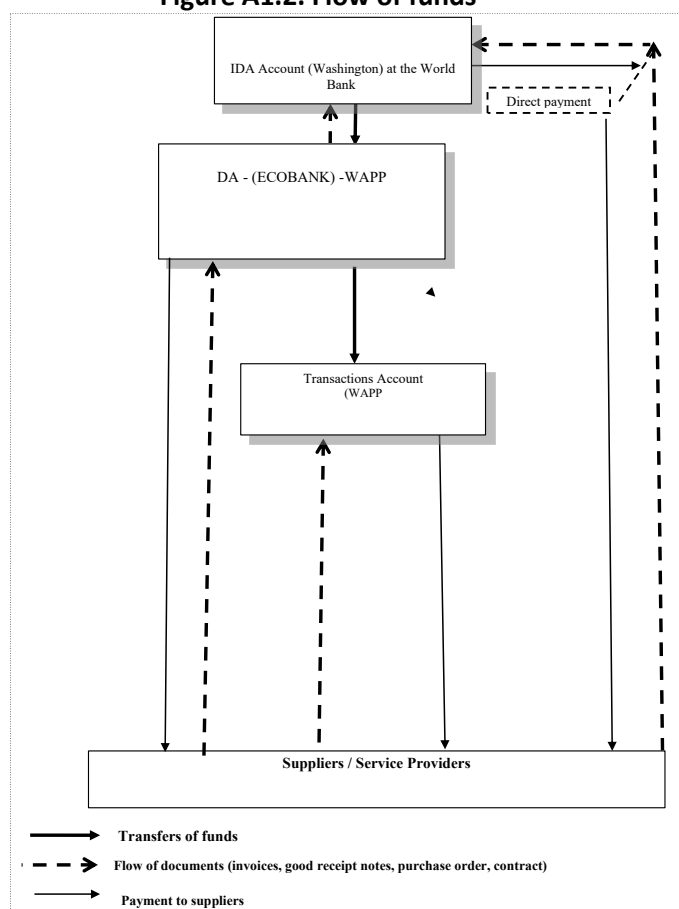 Figure A1.2. Flow of funds
IDA Account (Washington) at the World
Bank
Direct payment
DA - (ECOBANK) -WAPP
Transactions Account
(WAPP
Suppliers / Service Providers
Transfers of funds
Flow of documents (invoices, good receipt notes, purchase order, contract)
Payment to suppliers